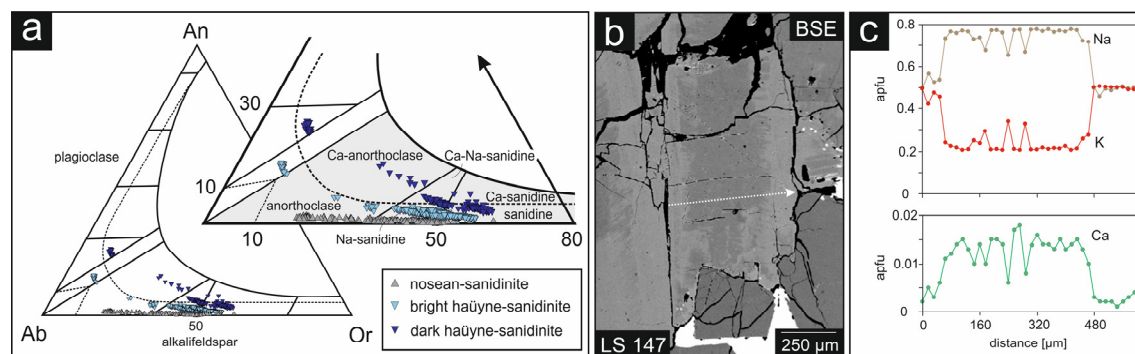 a
An
plagioclase
10
Ab
50
Or
alkalifeldspar
30
10
Ca-anorthoclase
Ca-Na-sanidine
Ca-sanidine
anorthoclase
sanidine
Na-sanidine
10
50
80
nosean-sanidinite
bright haüyne-sanidinite
dark haüyne-sanidinite
b
BSE
LS 147
250 µm
c
0.8
Na
0.6
apfu
0.4
K
0.2
0
0.02
Ca
apfu
0.01
0
0
160
320
480
distance [µm]